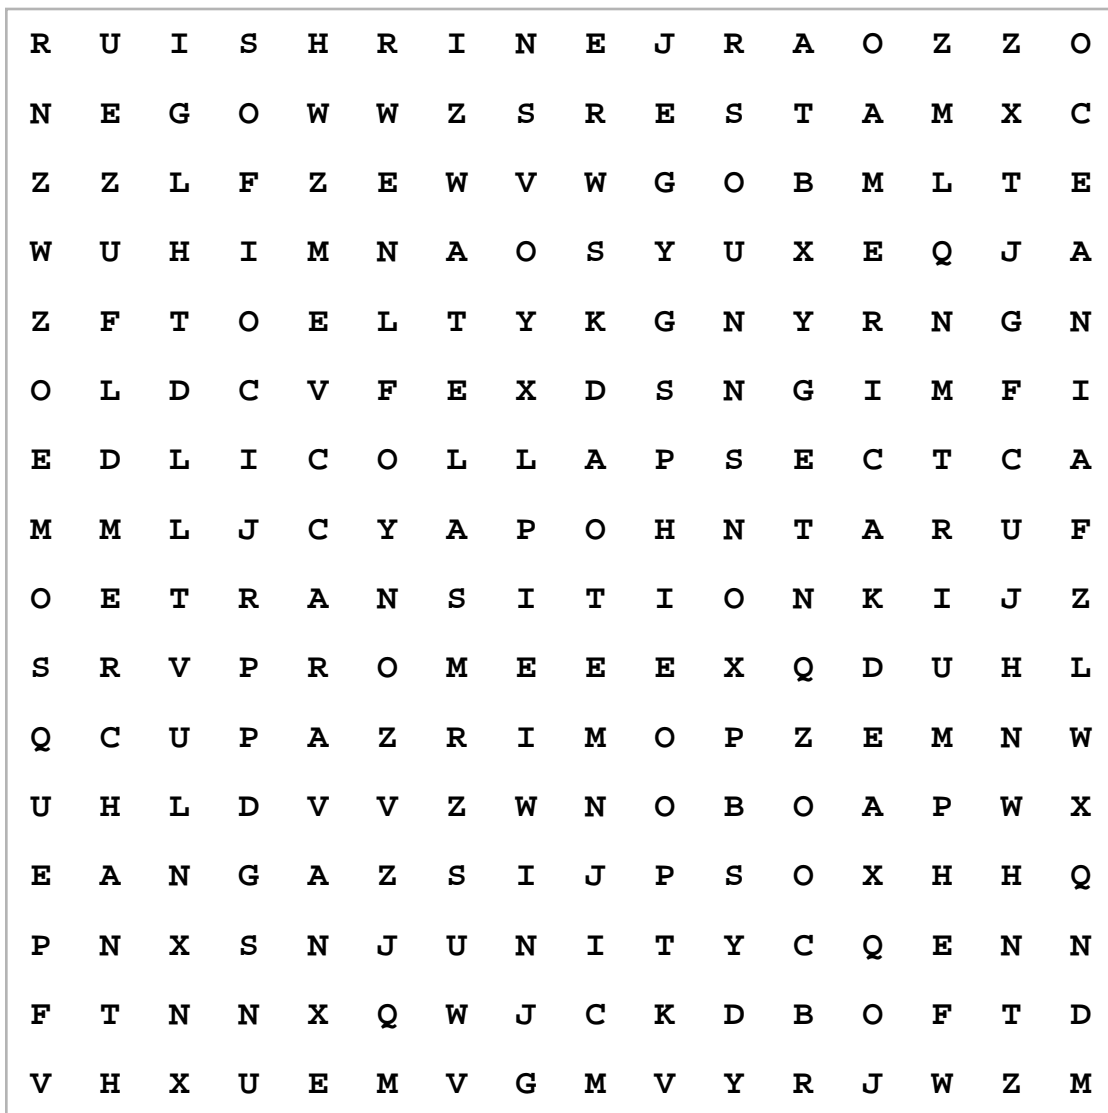 R U I S H R I N E J R A O Z Z O
N E G O W W Z S R E S T A M X C
Z Z L F Z E W V W G O B M L T E
W U H I M N A O S Y U X E Q J A
Z F T O E L T Y K G N Y R N G N
O L D C V F E X D S N G I M F I
E D L I C O L L A P S E C T C A
M M L J C Y A P O H N T A R U F
O E T R A N S I T I O N K I J Z
S R V P R O M E E E X Q D U H L
Q C U P A Z R I M O P Z E M N W
U H L D V V Z W N O B O A P W X
E A N G A Z S I J P S O X H H Q
P N X S N J U N I T Y C Q E N N
F T N N X Q W J C K D B O F T D
V H X U E M V G M V Y R J W Z M